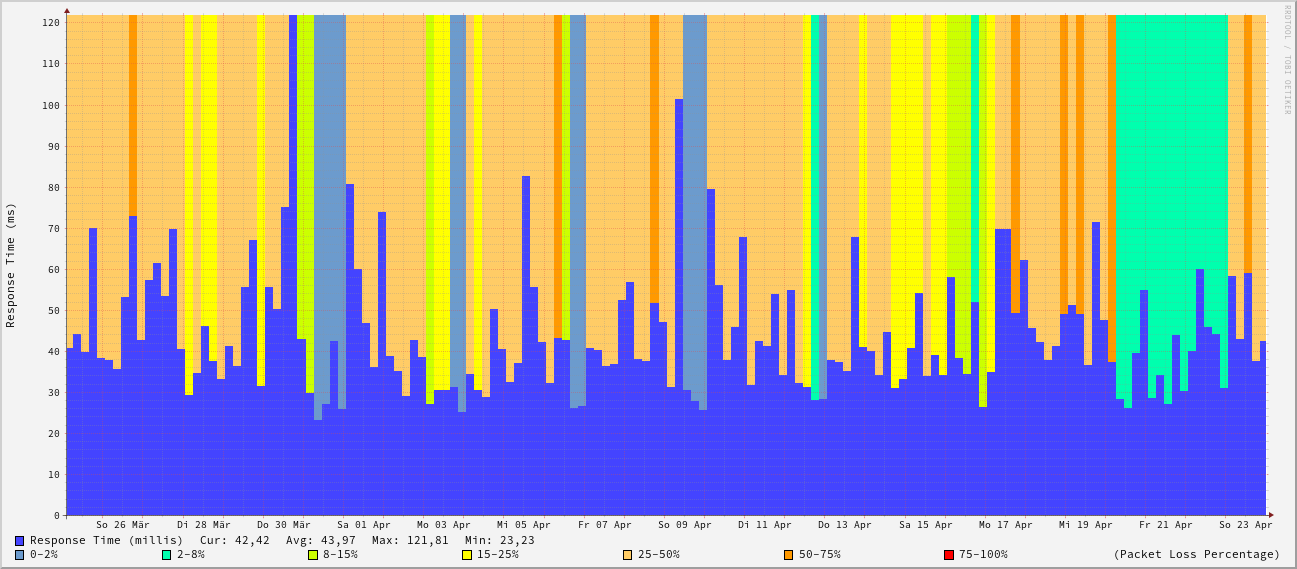 RRDTOOL / TOBI OETIKER
Response Time (ms)
120
110
100
90
80
70
60
50
40
30
20
10
0
So 26 Mär Di 28 Mär Do 30 Mär Sa 01 Apr Mo 03 Apr Mi 05 Apr Fr 07 Apr So 09 Apr Di 11 Apr Do 13 Apr Sa 15 Apr Mo 17 Apr Mi 19 Apr Fr 21 Apr So 23 Apr
Response Time (millis) Cur: 42,42 Avg: 43,97 Max: 121,81 Min: 23,23
0-2% 2-8% 8-15% 15-25% 25-50% 50-75% 75-100% (Packet Loss Percentage)